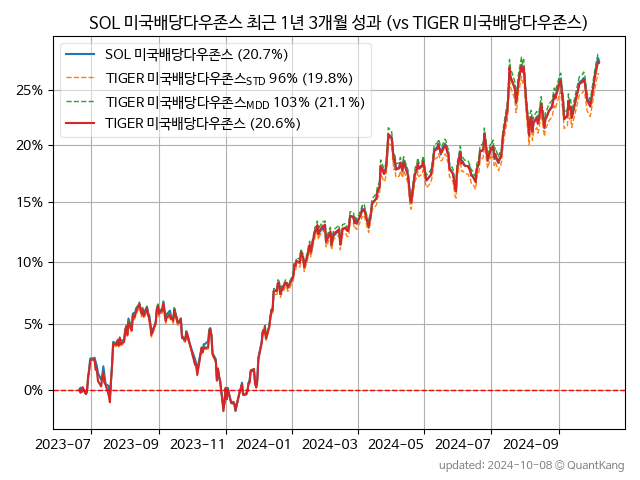 SOL 미국배당다우존스 최근 1년 3개월 성과 (vs TIGER 미국배당다우존스)
SOL 미국배당다우존스 (20.7%)
TIGER 미국배당다우존스STD 96% (19.8%)
TIGER 미국배당다우존스MDD 103% (21.1%)
TIGER 미국배당다우존스 (20.6%)
25%
20%
15%
10%
5%
0%
2023-07 2023-09 2023-11 2024-01 2024-03 2024-05 2024-07 2024-09
updated: 2024-10-08 © QuantKang